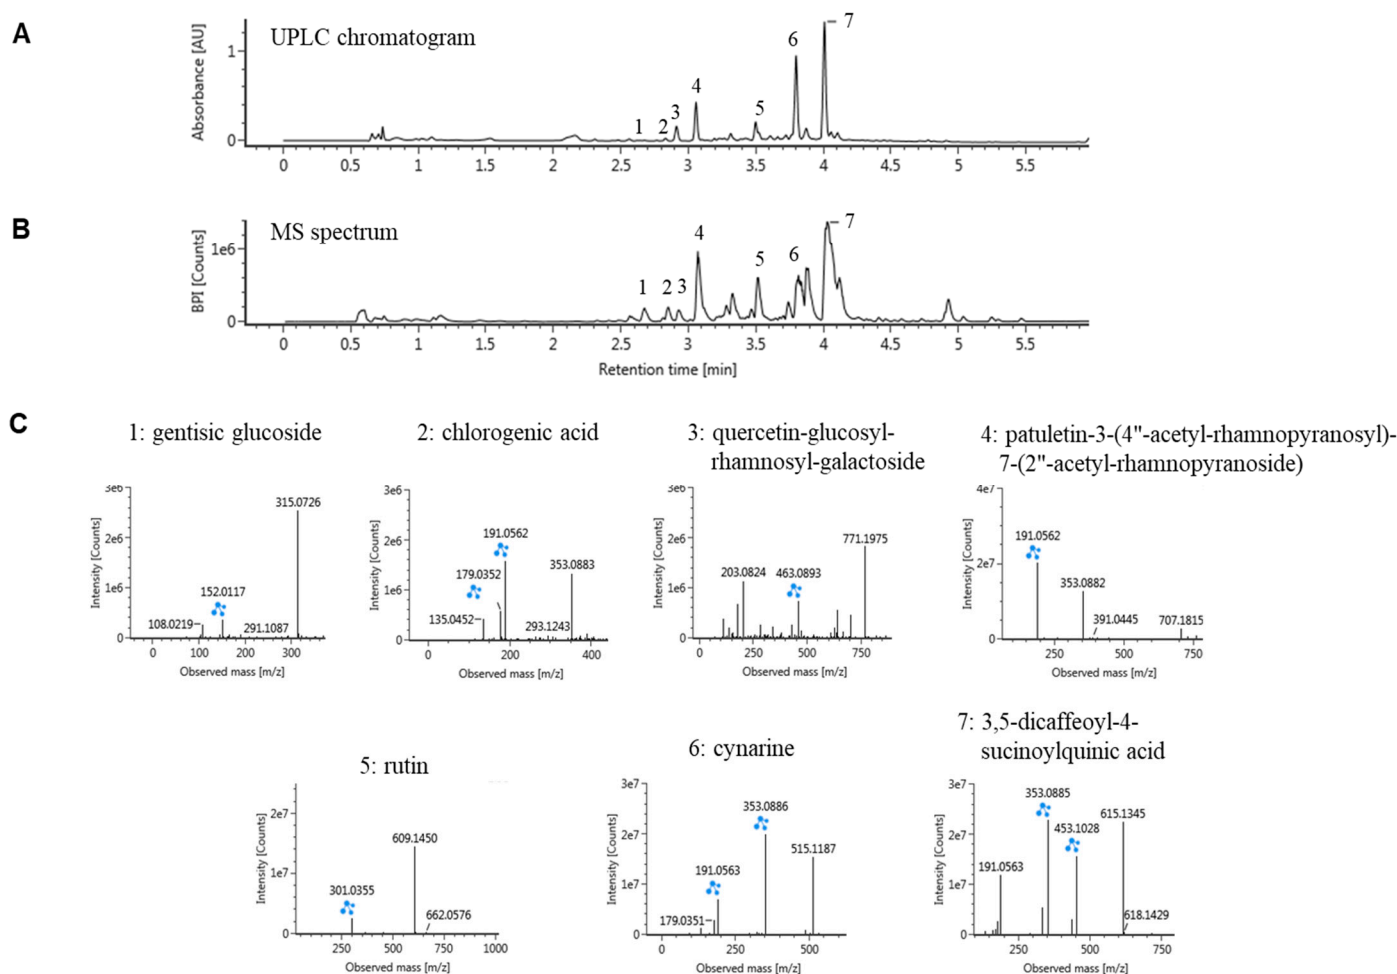 A
UPLC chromatogram
Absorbance [AU]
1
0
1
2
3
4
5
6
7
0 0.5 1 1.5 2 2.5 3 3.5 4 4.5 5 5.5
B
MS spectrum
BPI [Counts]
1e6
0
1
2
3
4
5
6
7
0 0.5 1 1.5 2 2.5 3 3.5 4 4.5 5 5.5
Retention time [min]
C
1: gentisic glucoside
Intensity [Counts]
3e6
2e6
1e6
0
315.0726
152.0117
108.0219
291.1087
0 100 200 300
Observed mass [m/z]
2: chlorogenic acid
Intensity [Counts]
3e6
2e6
1e6
0
191.0562
353.0883
179.0352
135.0452
293.1243
0 200 400
Observed mass [m/z]
3: quercetin-glucosyl-
rhamnosyl-galactoside
Intensity [Counts]
3e6
2e6
1e6
0
771.1975
203.0824
463.0893
0 250 500 750
Observed mass [m/z]
4: patuletin-3-(4"-acetyl-rhamnopyranosyl)-
7-(2"-acetyl-rhamnopyranoside)
Intensity [Counts]
4e7
2e7
0
191.0562
353.0882
391.0445
707.1815
250 500 750
Observed mass [m/z]
5: rutin
Intensity [Counts]
2e7
1e7
0
609.1450
301.0355
662.0576
250 500 750 1000
Observed mass [m/z]
6: cynarine
Intensity [Counts]
3e7
2e7
1e7
0
353.0886
515.1187
191.0563
179.0351
0 250 500
Observed mass [m/z]
7: 3,5-dicaffeoyl-4-
sucinoylquinic acid
Intensity [Counts]
3e7
2e7
1e7
0
353.0885
615.1345
453.1028
191.0563
618.1429
250 500 750
Observed mass [m/z]